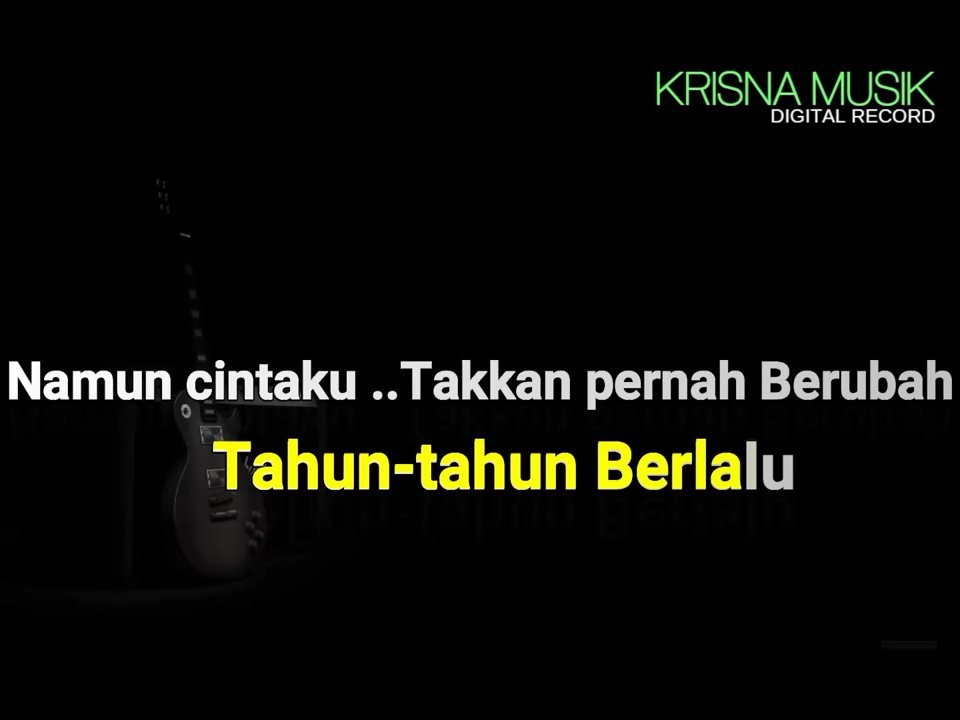 KRISNA MUSIK
DIGITAL RECORD
Namun cintaku ..Takkan pernah Berubah
Tahun-tahun Berlalu